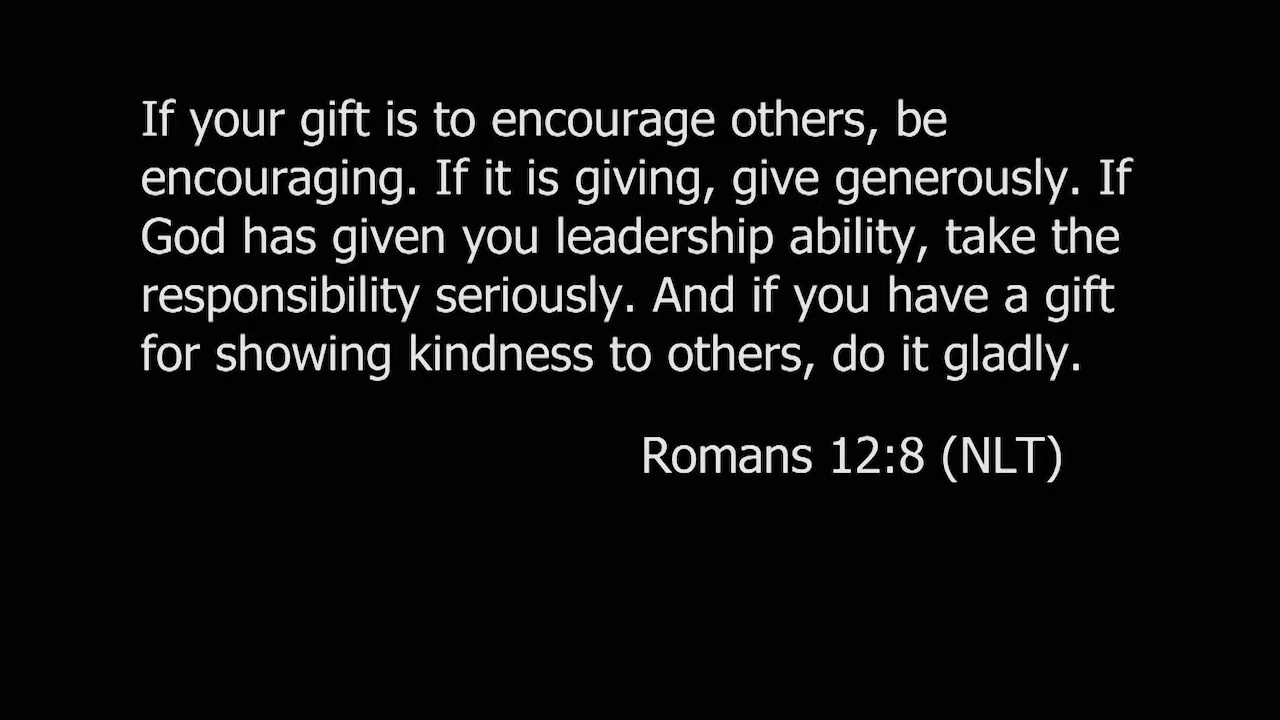 If your gift is to encourage others, be
encouraging. If it is giving, give generously. If
God has given you leadership ability, take the
responsibility seriously. And if you have a gift
for showing kindness to others, do it gladly.
Romans 12:8 (NLT)